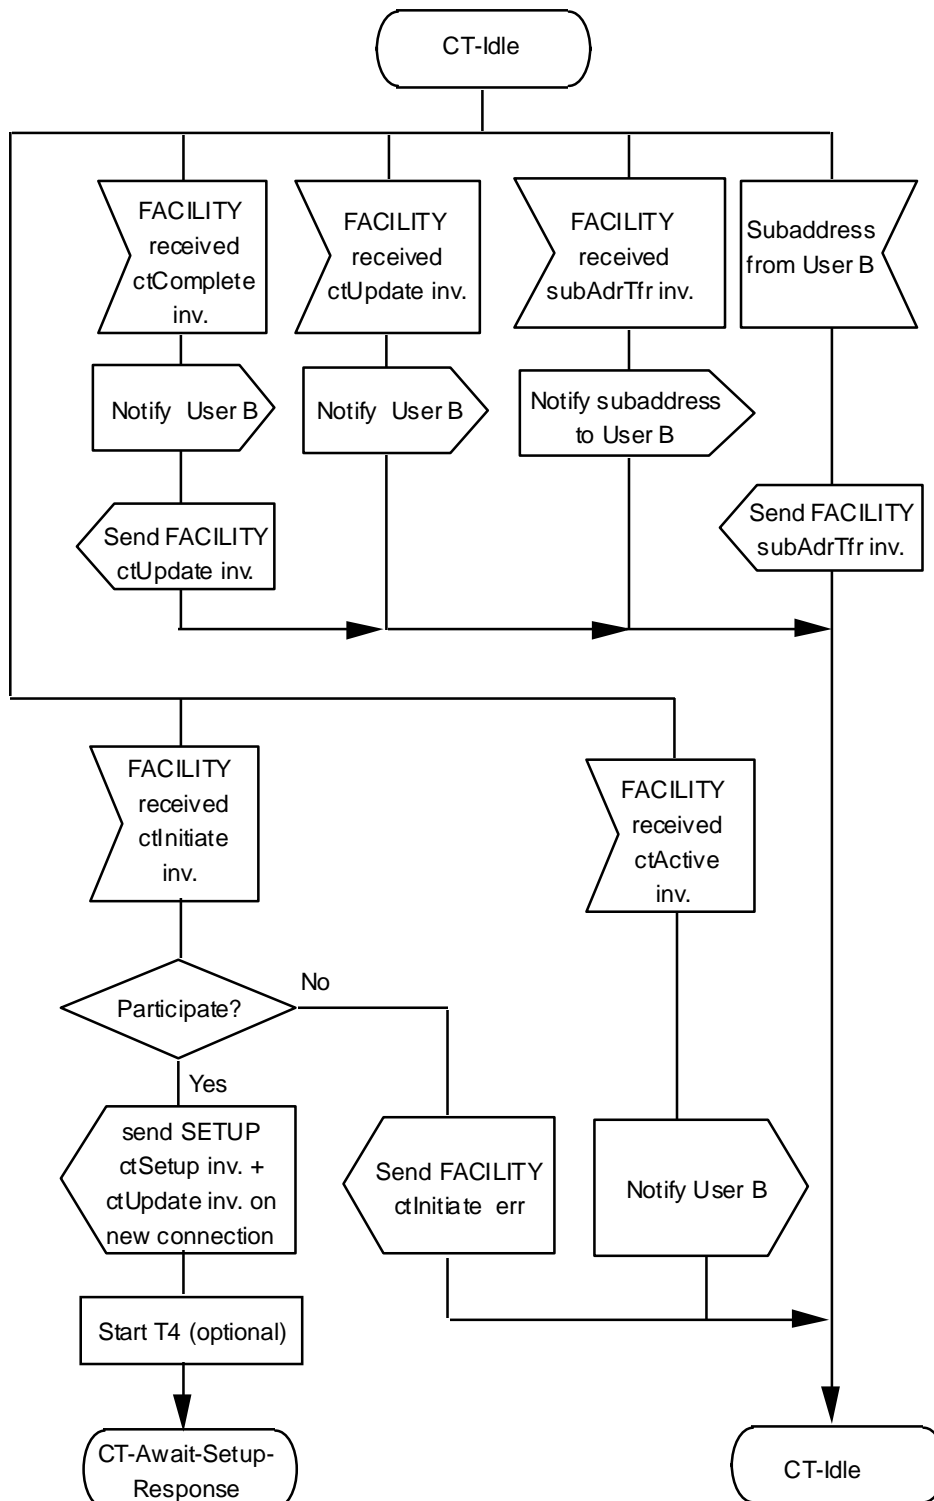 CT-Idle
FACILITY
received
ctComplete
inv.
FACILITY
received
ctUpdate inv.
FACILITY
received
subAdrTfr inv.
Subaddress
from User B
Notify User B
Notify User B
Notify subaddress
to User B
Send FACILITY
ctUpdate inv.
Send FACILITY
subAdrTfr inv.
FACILITY
received
ctInitiate
inv.
FACILITY
received
ctActive
inv.
Participate?
No
Yes
send SETUP
ctSetup inv. +
ctUpdate inv. on
new connection
Send FACILITY
ctInitiate err
Notify User B
Start T4 (optional)
CT-Await-Setup-
Response
CT-Idle